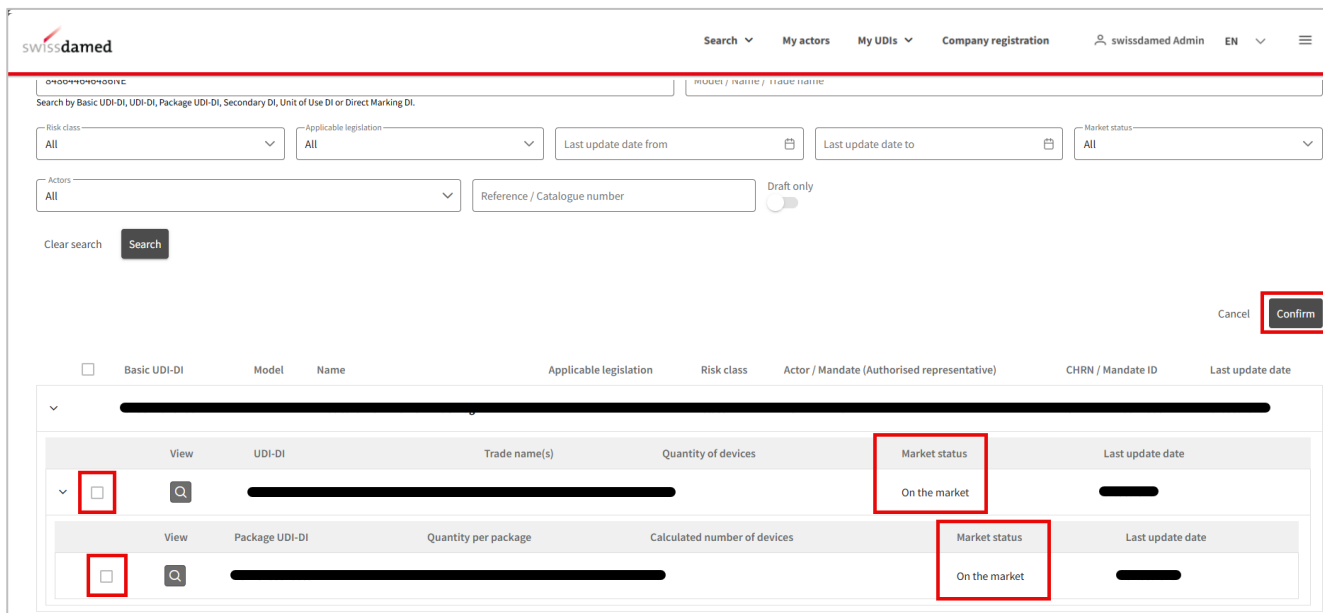 swissdamed
Search My actors My UDIs Company registration swissdamed Admin EN
848644646486NE Model / Name / Trade name
Search by Basic UDI-DI, UDI-DI, Package UDI-DI, Secondary DI, Unit of Use DI or Direct Marking DI.
Risk class Applicable legislation Market status
All All Last update date from Last update date to All
Actors Draft only
All Reference / Catalogue number
Clear search Search
Cancel Confirm
Basic UDI-DI Model Name Applicable legislation Risk class Actor / Mandate (Authorised representative) CHRN / Mandate ID Last update date
View UDI-DI Trade name(s) Quantity of devices Market status Last update date
On the market
View Package UDI-DI Quantity per package Calculated number of devices Market status Last update date
On the market